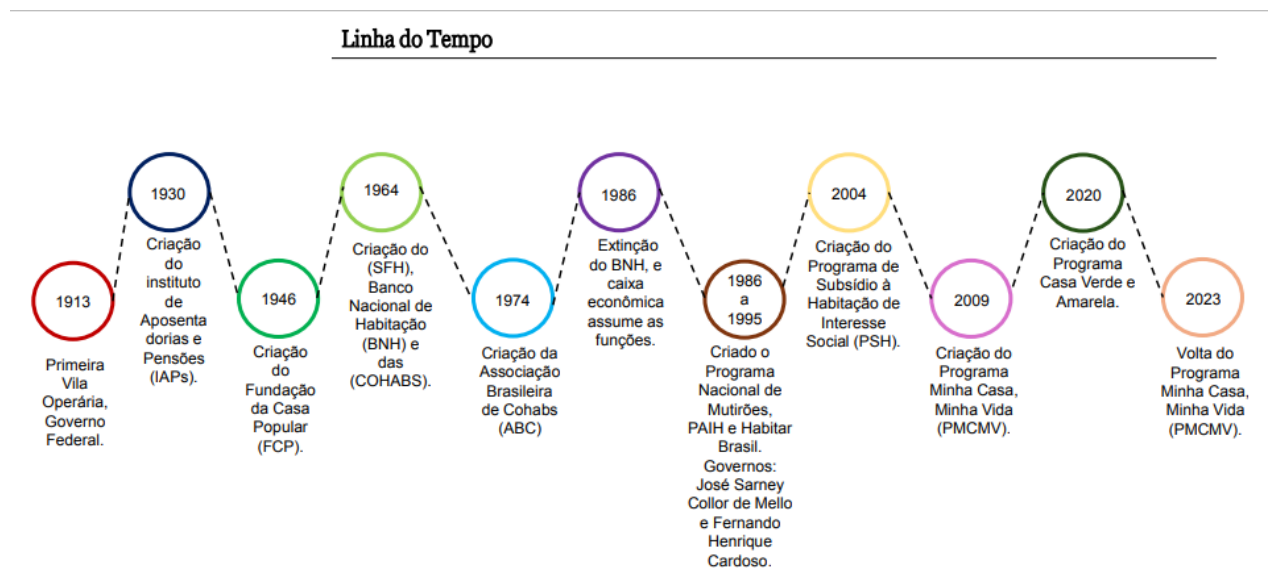 Linha do Tempo
1913
Primeira
Vila
Operária,
Governo
Federal.
1930
Criação
do
instituto
de
Aposenta
dorias e
Pensões
(IAPs).
1946
Criação
do
Fundação
da Casa
Popular
(FCP).
1964
Criação do
(SFH),
Banco
Nacional de
Habitação
(BNH) e
das
(COHABS).
1974
Criação da
Associação
Brasileira
de Cohabs
(ABC)
1986
Extinção
do BNH, e
caixa
econômica
assume as
funções.
1986
a
1995
Criado o
Programa
Nacional de
Mutirões,
PAIH e Habitar
Brasil.
Governos:
José Sarney
Collor de Mello
e Fernando
Henrique
Cardoso.
2004
Criação do
Programa de
Subsídio à
Habitação de
Interesse
Social (PSH).
2009
Criação do
Programa
Minha Casa,
Minha Vida
(PMCMV).
2020
Criação do
Programa
Casa Verde e
Amarela.
2023
Volta do
Programa
Minha Casa,
Minha Vida
(PMCMV).